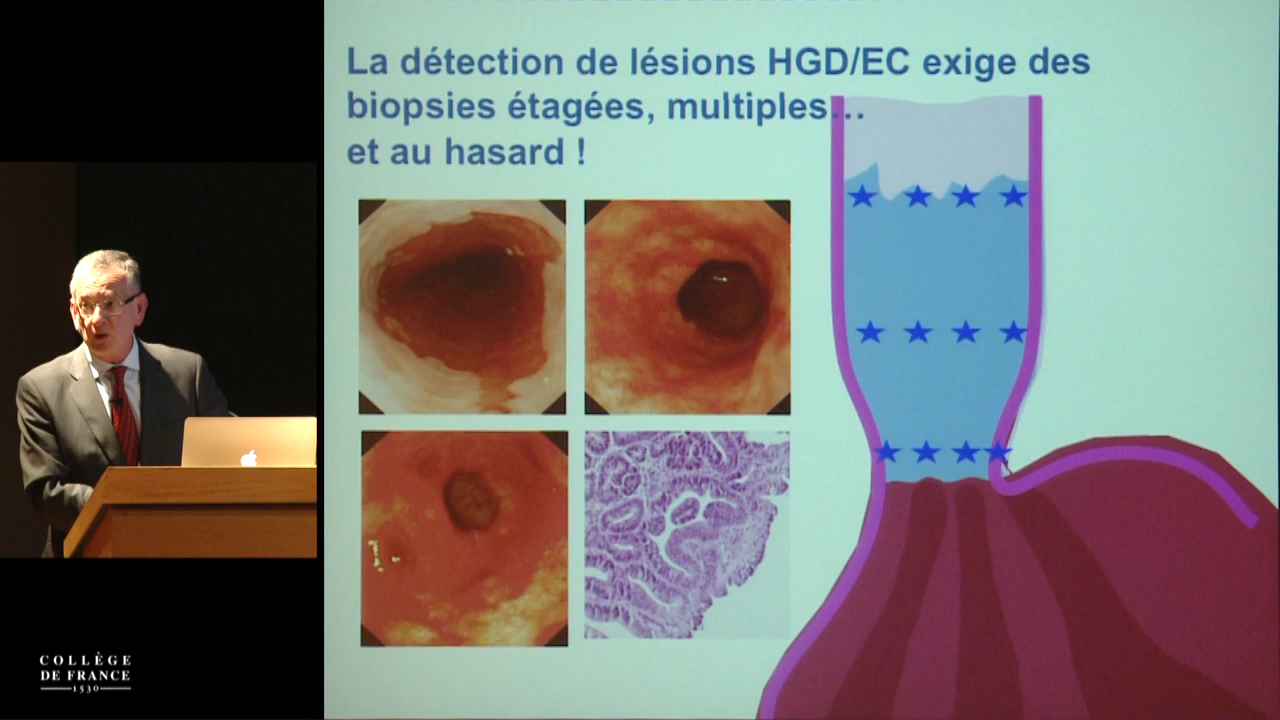 La détection de lésions HGD/EC exige des
biopsies étagées, multiples...
et au hasard !
COLLÈGE
DE FRANCE
1530